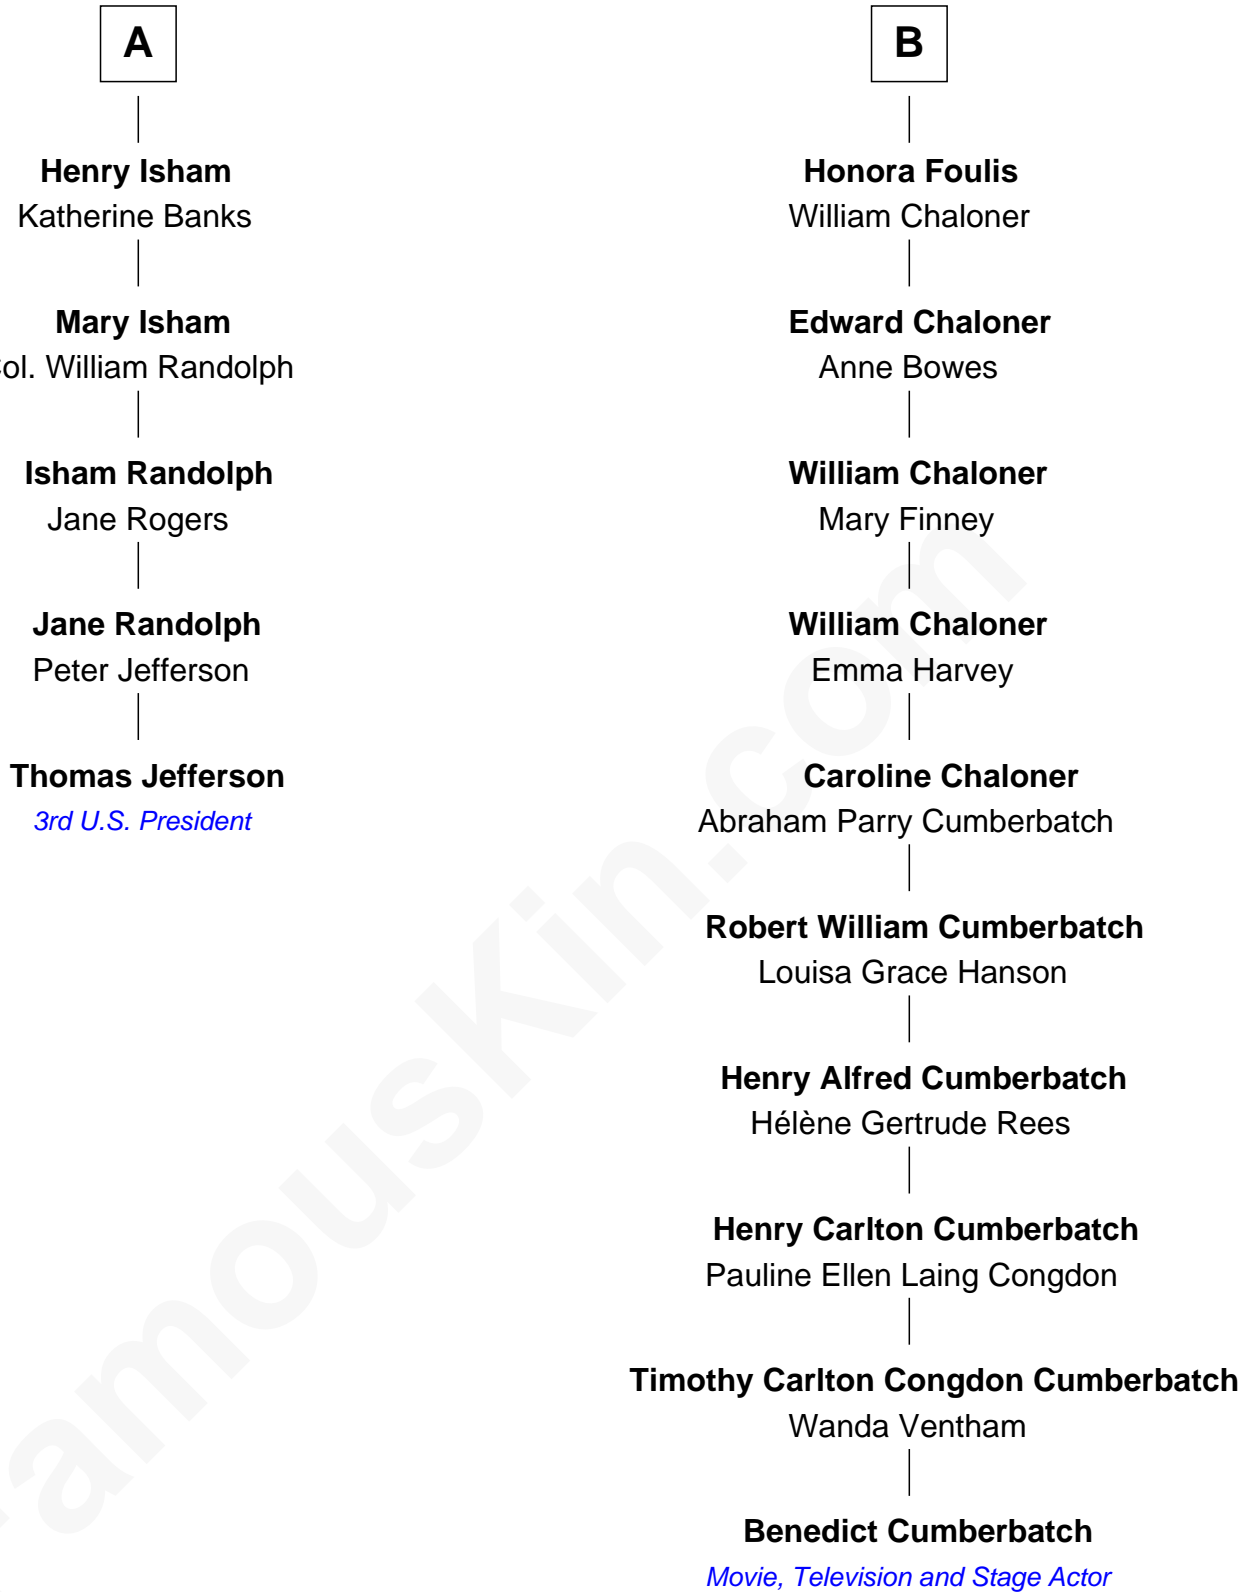 A
Henry Isham
Katherine Banks
Mary Isham
ol. William Randolph
Isham Randolph
Jane Rogers
Jane Randolph
Peter Jefferson
Thomas Jefferson
3rd U.S. President
B
Honora Foulis
William Chaloner
Edward Chaloner
Anne Bowes
William Chaloner
Mary Finney
William Chaloner
Emma Harvey
Caroline Chaloner
Abraham Parry Cumberbatch
Robert William Cumberbatch
Louisa Grace Hanson
Henry Alfred Cumberbatch
Hélène Gertrude Rees
Henry Carlton Cumberbatch
Pauline Ellen Laing Congdon
Timothy Carlton Congdon Cumberbatch
Wanda Ventham
Benedict Cumberbatch
Movie, Television and Stage Actor
amousKin.com